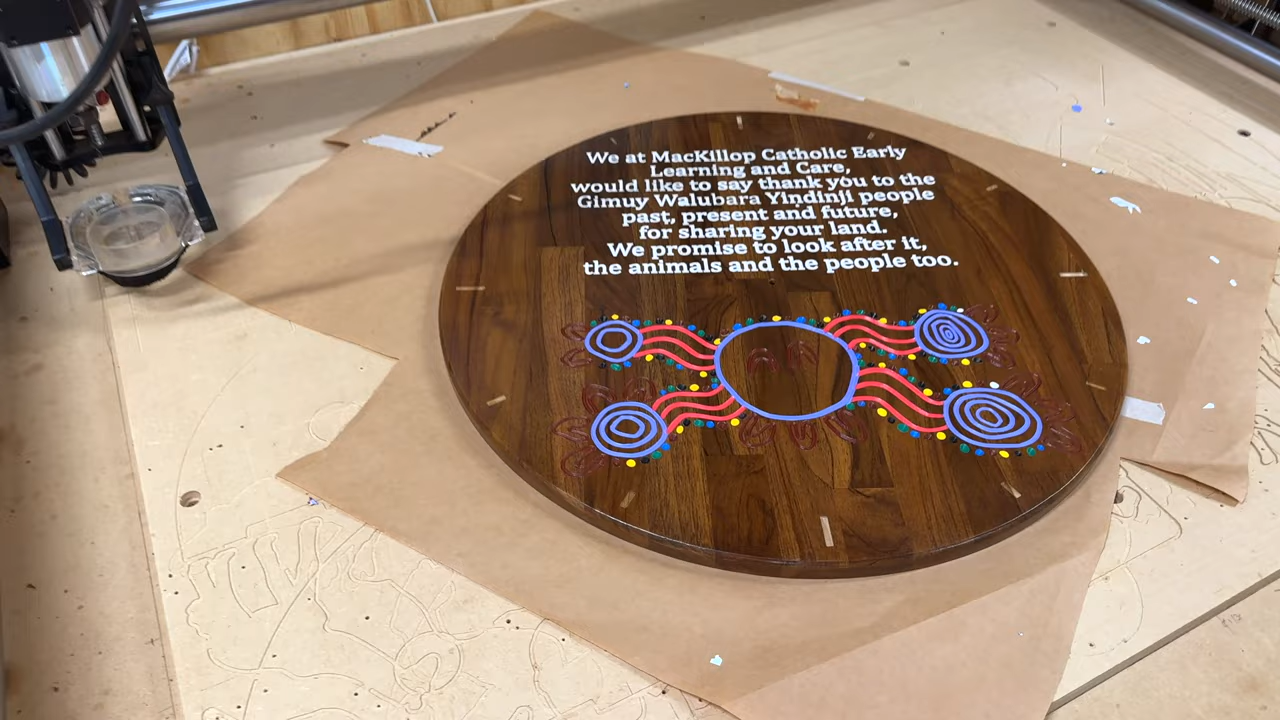 We at MacKillop Catholic Early
Learning and Care,
would like to say thank you to the
Gimuy Walubara Yindinji people
past, present and future,
for sharing your land.
We promise to look after it,
the animals and the people too.